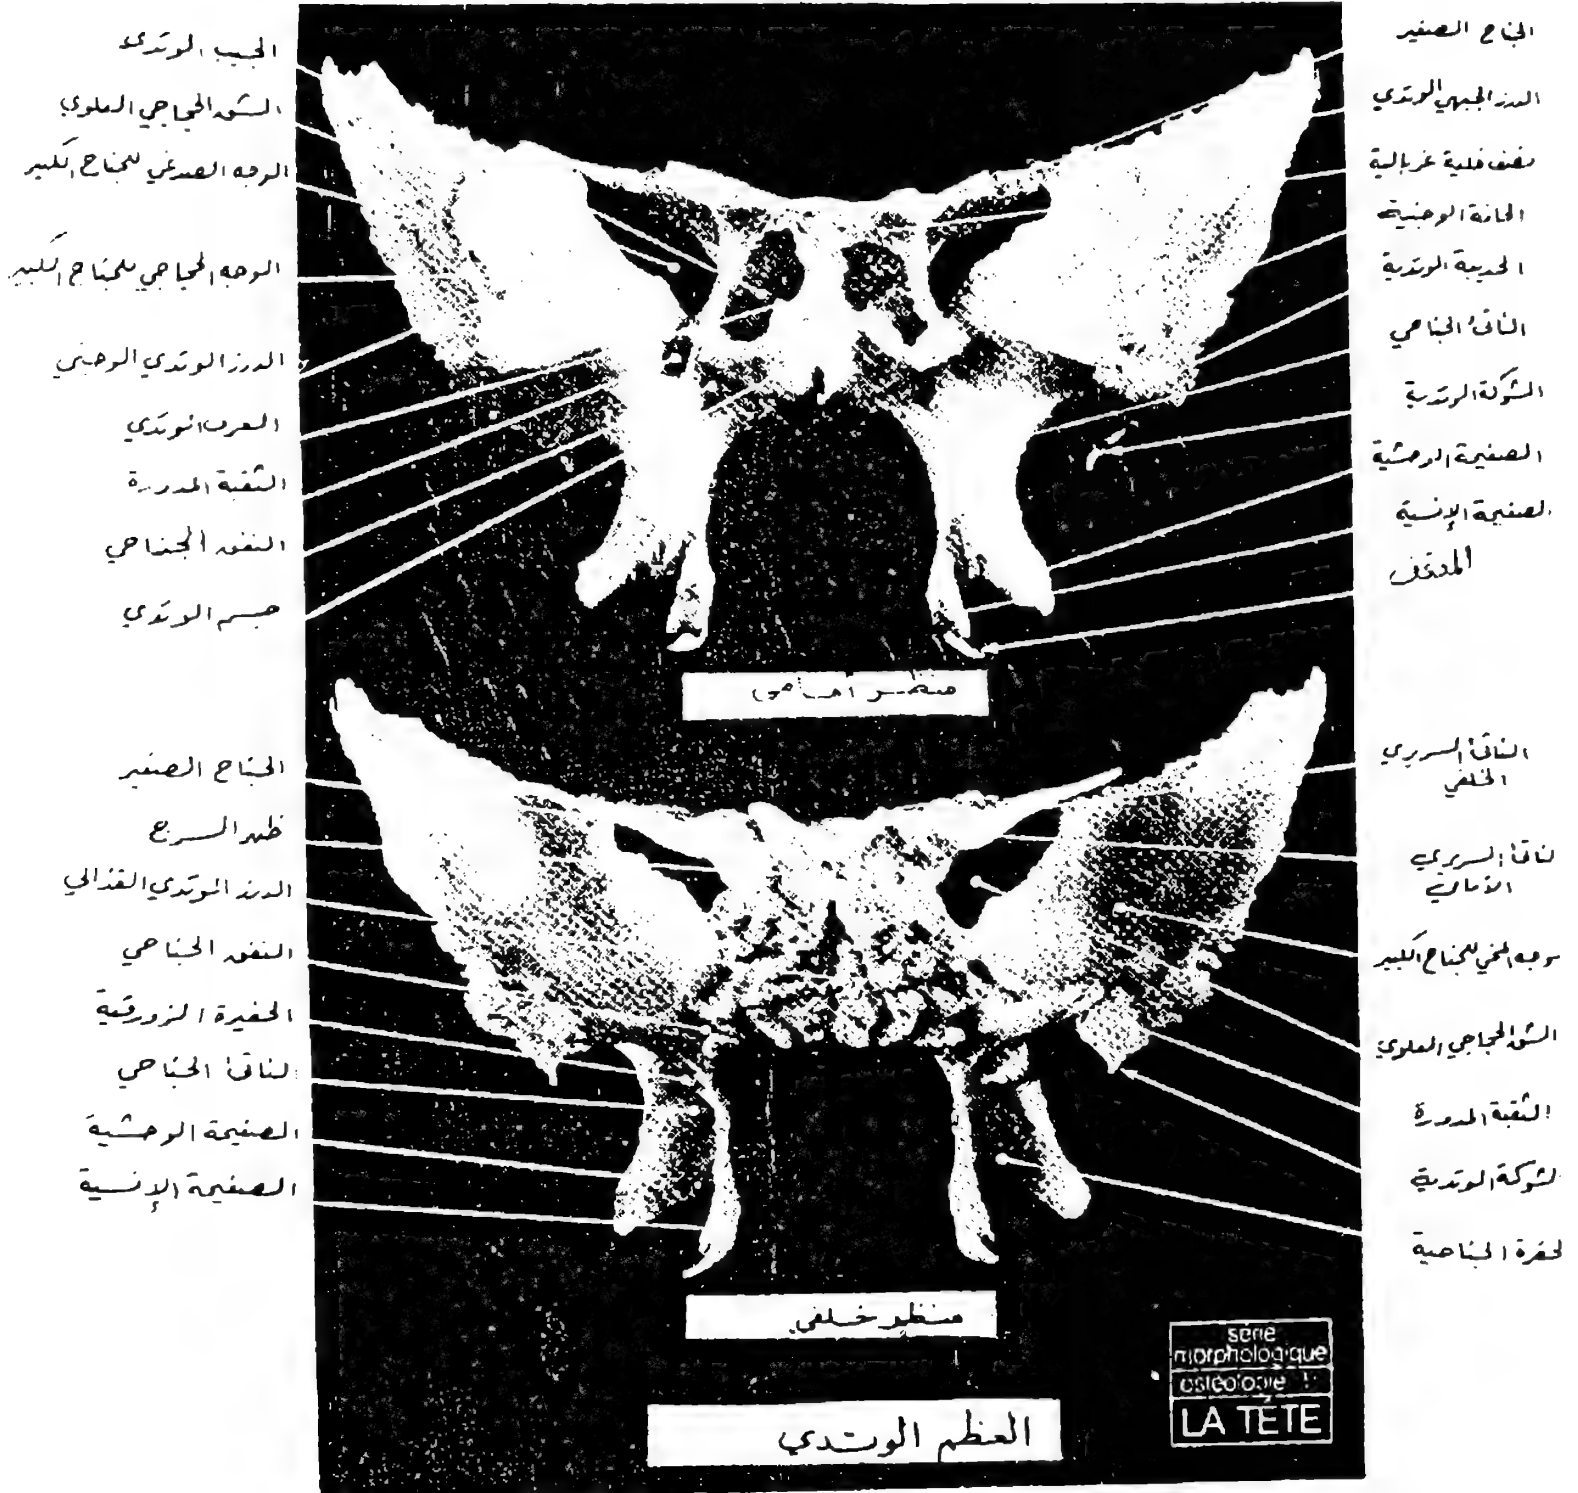 الجناح الصغير
الدرز الجبهي الوتدي
نصف خلية غربالية
الحافة الوجنية
الحديبة الوتدية
الناتئ الجناحي
الشوكة الوتدية
الصفيحة الوحشية
الصفيحة الإنسية
الجيب الوتدي
الشق الحجاجي العلوي
الوجه الصدغي للجناح الكبير
الوجه الحجاجي للجناح الكبير
الدرز الوتدي الوجني
العرف الوتدي
الثقبة المدورة
النفق الجناحي
جسم الوتدي
منظر أمامي
الناتئ السريري
الخلفي
الناتئ السريري
الأمامي
الوجه المخي للجناح الكبير
الشق الحجاجي العلوي
الثقبة المدورة
الشوكة الوتدية
الحفرة الجناحية
الجناح الصغير
ظهر السرج
الدرز الوتدي القذالي
النفق الجناحي
الحفيرة الزورقية
الناتئ الجناحي
الصفيحة الوحشية
الصفيحة الإنسية
منظر خلفي
العظم الوتدي
série
morphologique
ostéologie
LA TÊTE